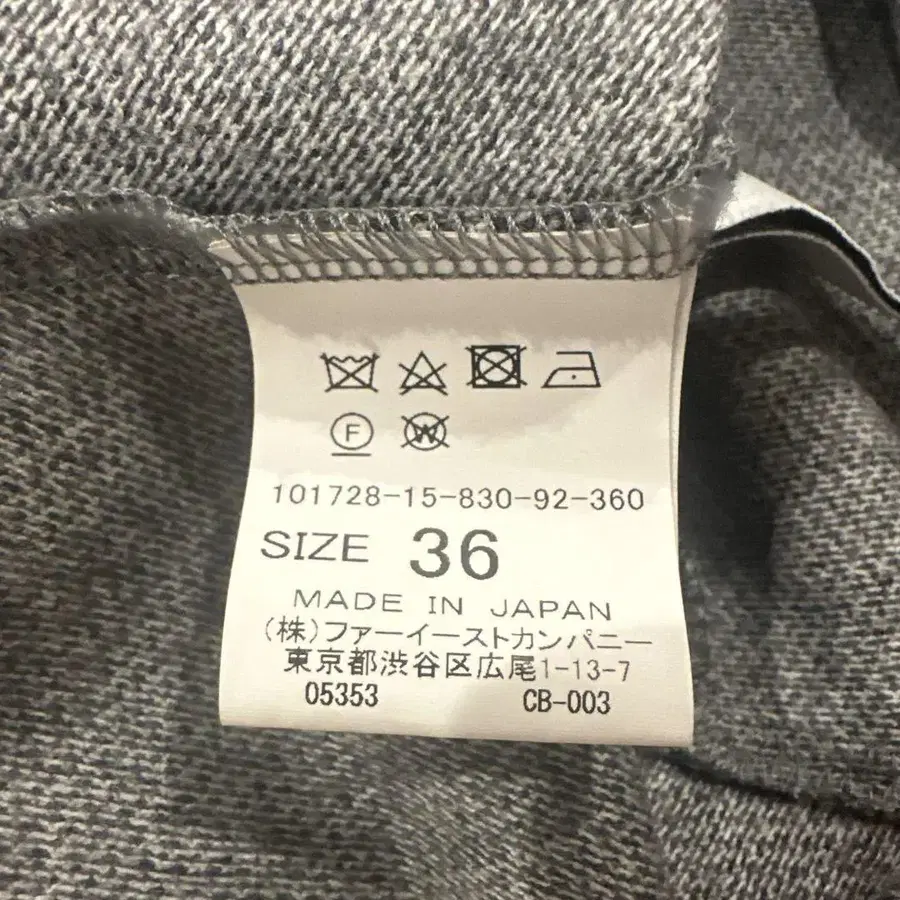 F W
101728-15-830-92-360
SIZE 36
MADE IN JAPAN
(株)ファーイーストカンパニー
東京都渋谷区広尾1-13-7
05353 CB-003